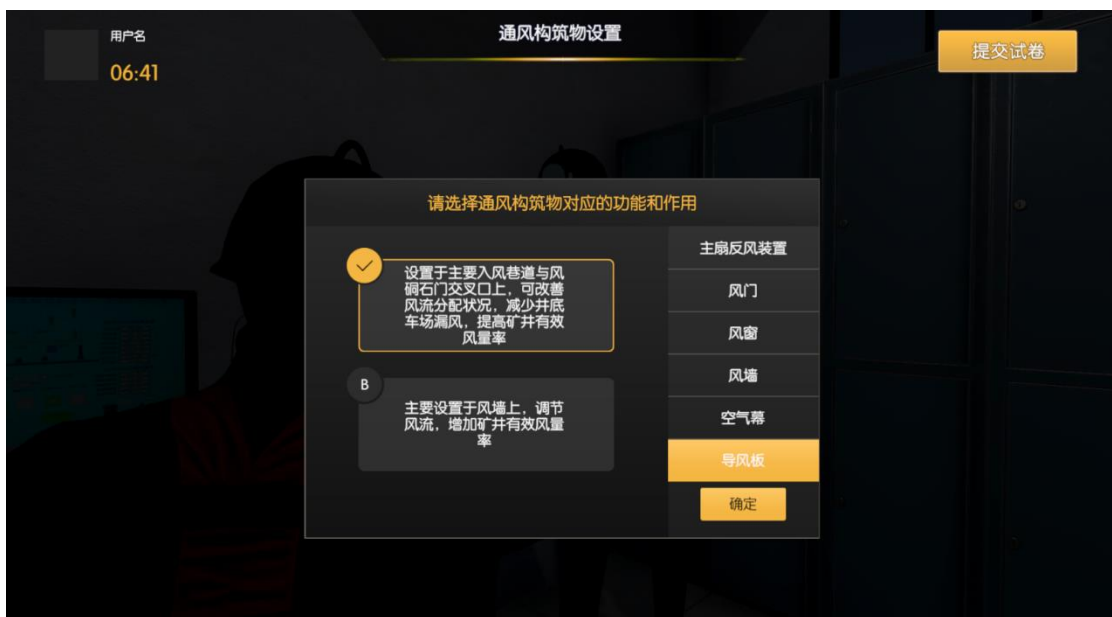 用户名
06:41
通风构筑物设置
提交试卷
请选择通风构筑物对应的功能和作用
设置于主要入风巷道与风
硐石门交叉口上，可改善
风流分配状况，减少井底
车场漏风，提高矿井有效
风量率
B
主要设置于风墙上，调节
风流，增加矿井有效风量
率
主扇反风装置
风门
风窗
风墙
空气幕
导风板
确定